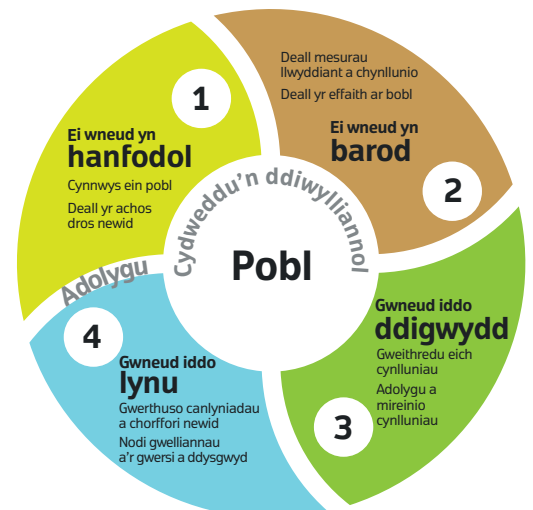 1
Ei wneud yn
hanfodol
Cynnwys ein pobl
Deall yr achos
dros newid
Deall mesurau
llwyddiant a chynllunio
Deall yr effaith ar bobl
Ei wneud yn
barod
2
Gwneud iddo
ddigwydd
Gweithredu eich
cynlluniau
Adolygu a
mireinio
cynlluniau
3
4
Gwneud iddo
lynu
Gwerthuso canlyniadau
a chorffori newid
Nodi gwelliannau
a'r gwersi a ddysgwyd
Adolygu
Cydweddu'n ddiwylliannol
Pobl